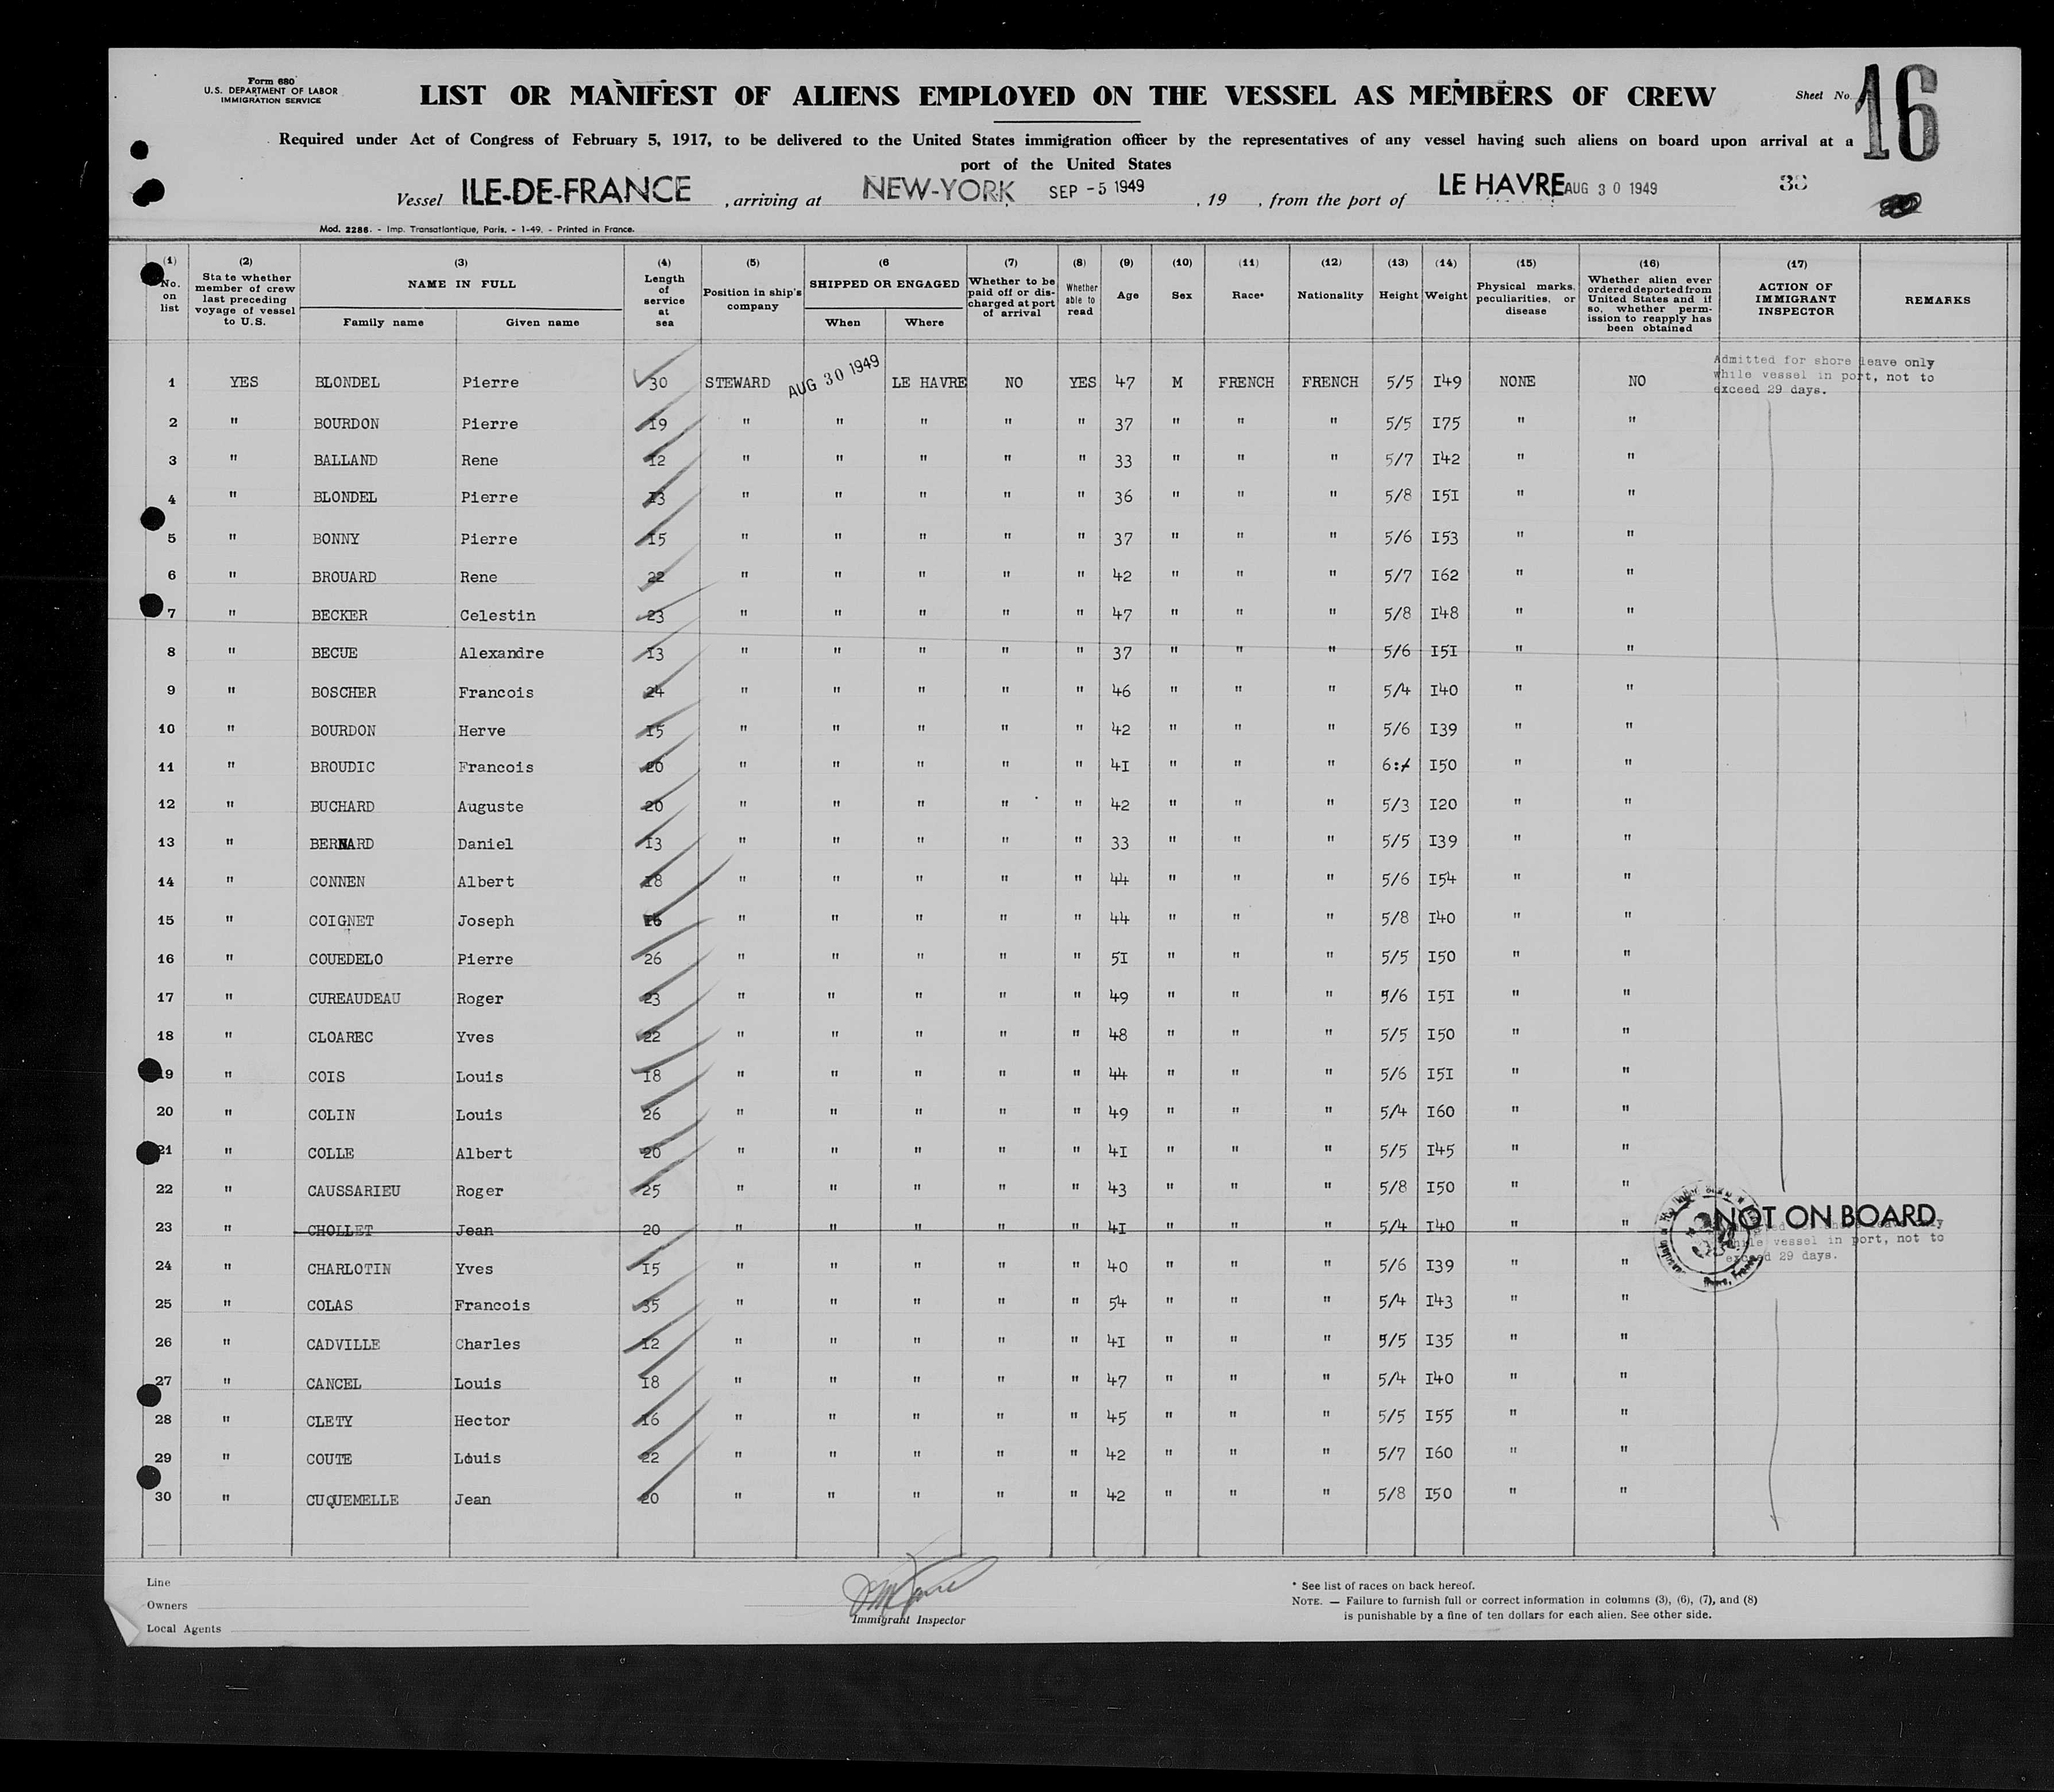 Form 680
U.S. DEPARTMENT OF LABOR
IMMIGRATION SERVICE
LIST OR MANIFEST OF ALIENS EMPLOYED ON THE VESSEL AS MEMBERS OF CREW
Sheet No. 16
Required under Act of Congress of February 5, 1917, to be delivered to the United States immigration officer by the representatives of any vessel having such aliens on board upon arrival at a
port of the United States
Vessel ILE-DE-FRANCE , arriving at NEW-YORK SEP -5 1949 , 19 , from the port of LE HAVRE AUG 30 1949
Mod. 2286. - Imp. Transatlantique, Paris. - 1-49. - Printed in France.
(1) No. on list
(2) State whether member of crew last preceding voyage of vessel to U.S.
(3) NAME IN FULL Family name Given name
(4) Length of service at sea
(5) Position in ship's company
(6 SHIPPED OR ENGAGED When Where
(7) Whether to be paid off or discharged at port of arrival
(8) Whether able to read
(9) Age
(10) Sex
(11) Race*
(12) Nationality
(13) Height
(14) Weight
(15) Physical marks, peculiarities, or disease
(16) Whether alien ever ordered deported from United States and if so, whether permission to reapply has been obtained
(17) ACTION OF IMMIGRANT INSPECTOR
REMARKS
1 YES BLONDEL Pierre 30 STEWARD AUG 30 1949 LE HAVRE NO YES 47 M FRENCH FRENCH 5/5 I49 NONE NO Admitted for shore leave only while vessel in port, not to exceed 29 days.
2 " BOURDON Pierre 19 " " " " " 37 " " " 5/5 I75 " "
3 " BALLAND Rene 12 " " " " " 33 " " " 5/7 I42 " "
4 " BLONDEL Pierre I3 " " " " " 36 " " " 5/8 I5I " "
5 " BONNY Pierre I5 " " " " " 37 " " " 5/6 I53 " "
6 " BROUARD Rene 22 " " " " " 42 " " " 5/7 I62 " "
7 " BECKER Celestin 23 " " " " " 47 " " " 5/8 I48 " "
8 " BECUE Alexandre I3 " " " " " 37 " " " 5/6 I5I " "
9 " BOSCHER Francois 24 " " " " " 46 " " " 5/4 I40 " "
10 " BOURDON Herve I5 " " " " " 42 " " " 5/6 I39 " "
11 " BROUDIC Francois 20 " " " " " 4I " " " 6: I50 " "
12 " BUCHARD Auguste 20 " " " " " 42 " " " 5/3 I20 " "
13 " BERNARD Daniel I3 " " " " " 33 " " " 5/5 I39 " "
14 " CONNEN Albert I8 " " " " " 44 " " " 5/6 I54 " "
15 " COIGNET Joseph I6 " " " " " 44 " " " 5/8 I40 " "
16 " COUEDELO Pierre 26 " " " " " 5I " " " 5/5 I50 " "
17 " CUREAUDEAU Roger 23 " " " " " 49 " " " 5/6 I5I " "
18 " CLOAREC Yves 22 " " " " " 48 " " " 5/5 I50 " "
19 " COIS Louis I8 " " " " " 44 " " " 5/6 I5I " "
20 " COLIN Louis 26 " " " " " 49 " " " 5/4 I60 " "
21 " COLLE Albert 20 " " " " " 4I " " " 5/5 I45 " "
22 " CAUSSARIEU Roger 25 " " " " " 43 " " " 5/8 I50 " "
23 " CHOLLET Jean 20 " " " " " 4I " " " 5/4 I40 " " NOT ON BOARD
while vessel in port, not to
exceed 29 days.
24 " CHARLOTIN Yves I5 " " " " " 40 " " " 5/6 I39 " "
25 " COLAS Francois 35 " " " " " 54 " " " 5/4 I43 " "
26 " CADVILLE Charles I2 " " " " " 4I " " " 5/5 I35 " "
27 " CANCEL Louis I8 " " " " " 47 " " " 5/4 I40 " "
28 " CLETY Hector I6 " " " " " 45 " " " 5/5 I55 " "
29 " COUTE Louis 22 " " " " " 42 " " " 5/7 I60 " "
30 " CUQUEMELLE Jean 20 " " " " " 42 " " " 5/8 I50 " "
Line
Owners
Local Agents
Immigrant Inspector
* See list of races on back hereof.
NOTE. — Failure to furnish full or correct information in columns (3), (6), (7), and (8)
is punishable by a fine of ten dollars for each alien. See other side.